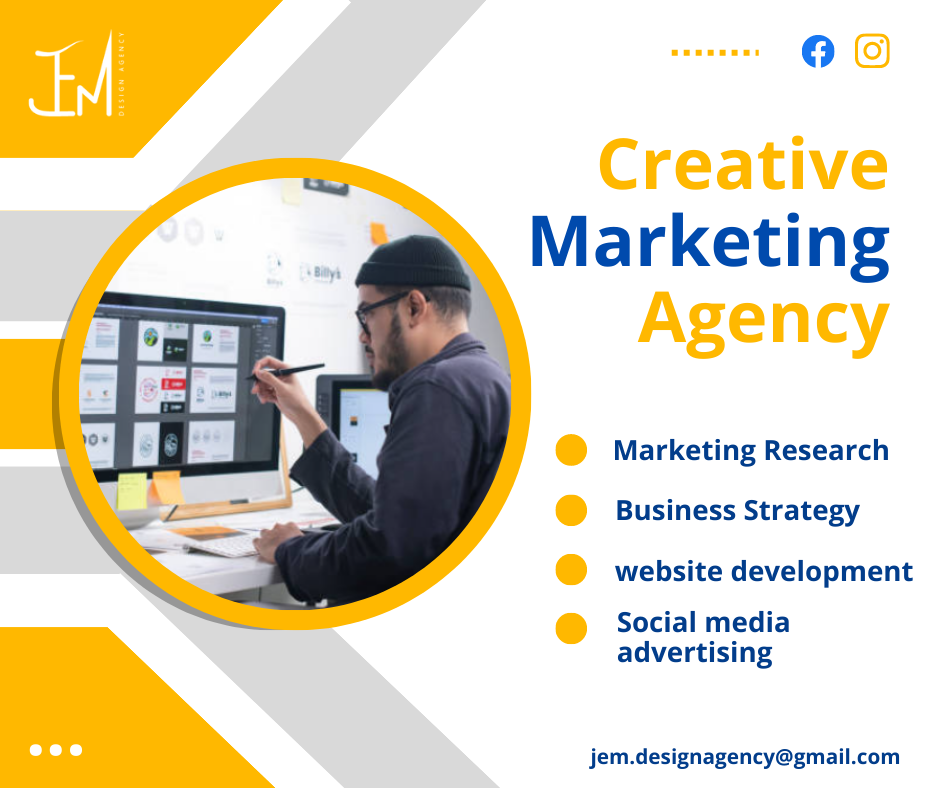 JEM
DESIGN AGENCY
Creative
Marketing
Agency
Billy's
Marketing Research
Business Strategy
website development
Social media
advertising
jem.designagency@gmail.com